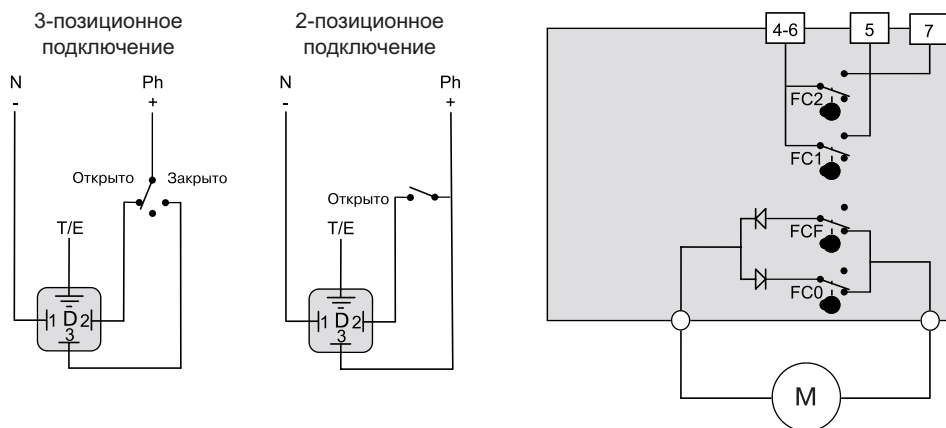 3-позиционное
подключение
N
-
Ph
+
Открыто
Закрыто
T/E
1 D 2
3
2-позиционное
подключение
N
-
Ph
+
Открыто
T/E
1 D 2
3
4-6
5
7
FC2
FC1
FCF
FC0
M